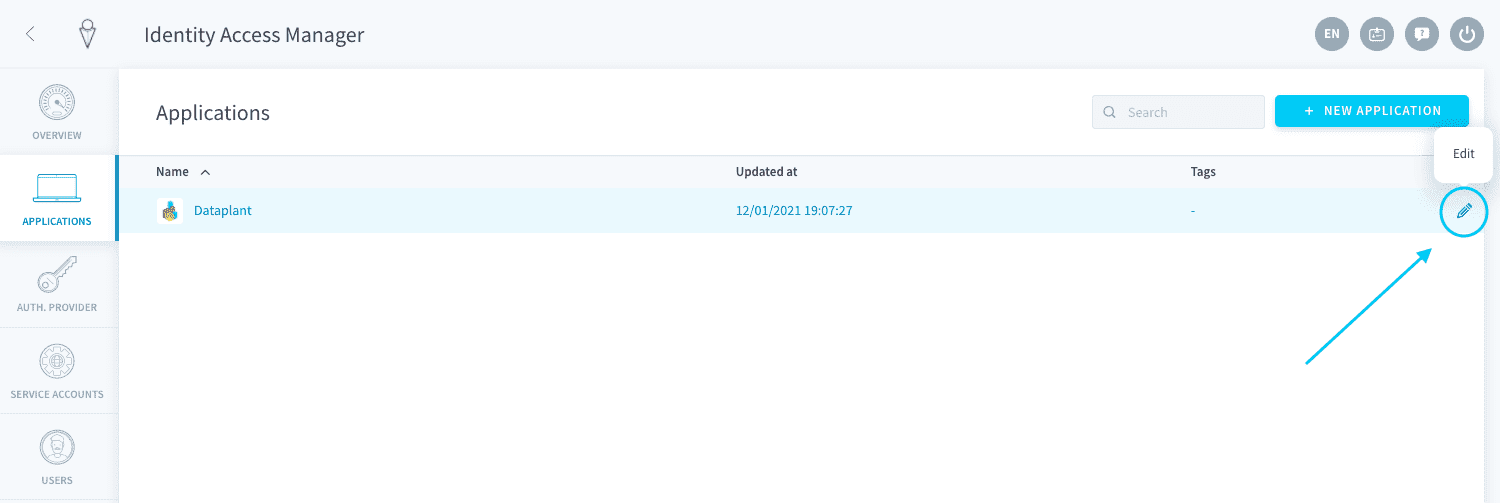 Identity Access Manager
EN
OVERVIEW
APPLICATIONS
AUTH. PROVIDER
SERVICE ACCOUNTS
USERS
Applications
Search
+ NEW APPLICATION
Edit
Name Updated at Tags
Dataplant 12/01/2021 19:07:27 -